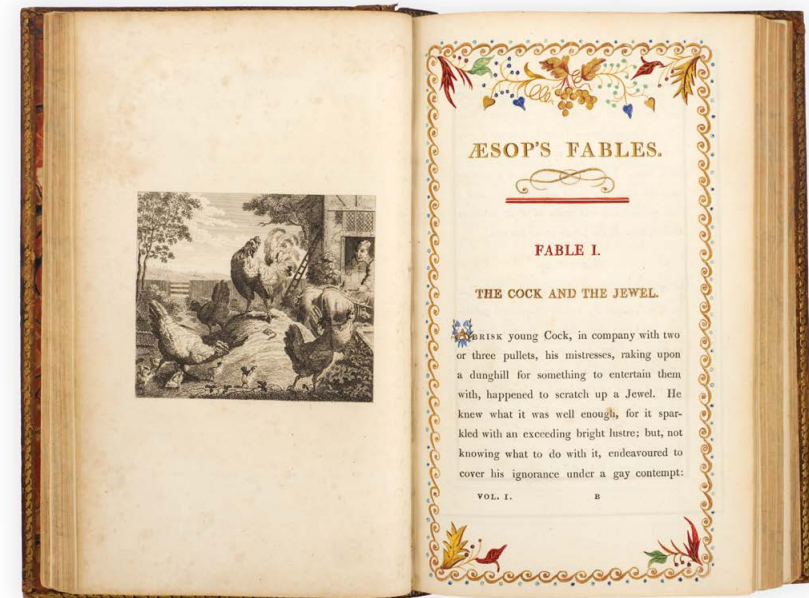 ÆSOP'S FABLES.
FABLE I.
THE COCK AND THE JEWEL.
A BRISK young Cock, in company with two
or three pullets, his mistresses, raking upon
a dunghill for something to entertain them
with, happened to scratch up a Jewel. He
knew what it was well enough, for it spar-
kled with an exceeding bright lustre; but, not
knowing what to do with it, endeavoured to
cover his ignorance under a gay contempt:
VOL. I. B